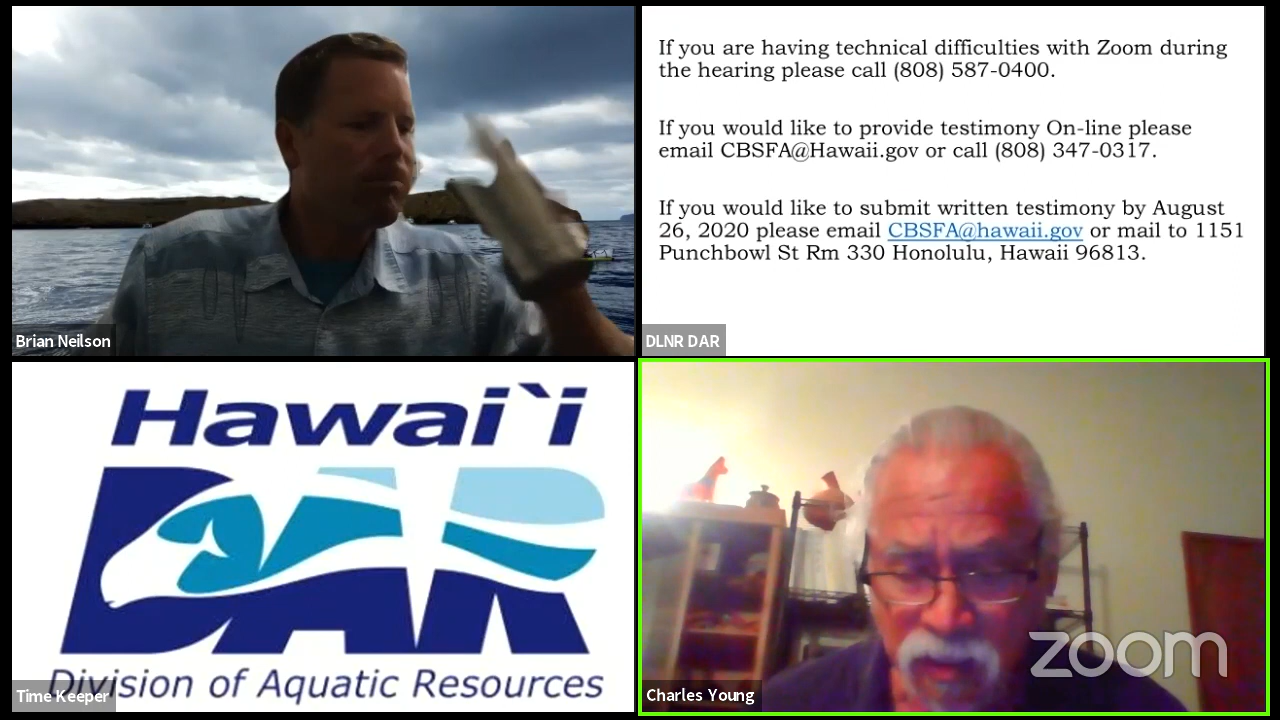 If you are having technical difficulties with Zoom during
the hearing please call (808) 587-0400.
If you would like to provide testimony On-line please
email CBSFA@Hawaii.gov or call (808) 347-0317.
If you would like to submit written testimony by August
26, 2020 please email CBSFA@hawaii.gov or mail to 1151
Punchbowl St Rm 330 Honolulu, Hawaii 96813.
Brian Neilson
DLNR DAR
Hawai`i
DAR
Division of Aquatic Resources
Time Keeper
zoom
Charles Young